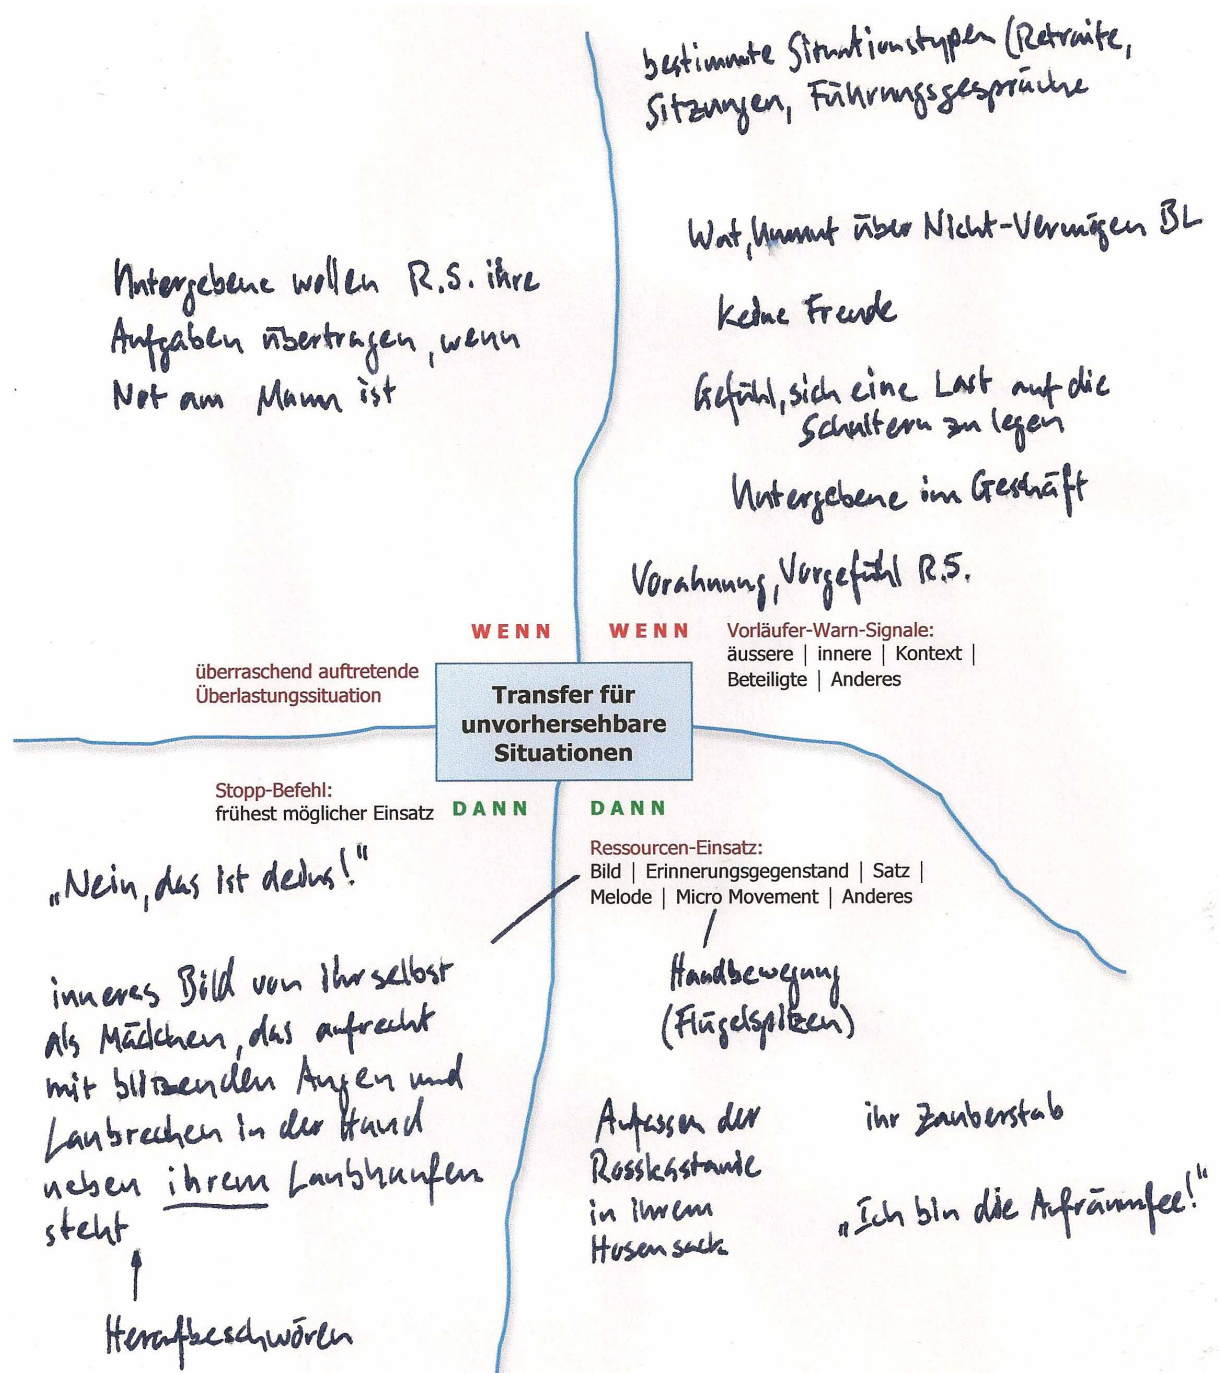 bestimmte Situationstypen (Retraite,
Sitzungen, Führungsgespräche
Wut, Unmut über Nicht-Vermögen BL
keine Freude
Gefühl, sich eine Last auf die
Schultern zu legen
Untergebene im Geschäft
Vorahnung, Vorgefühl R.S.
Untergebene wollen R.S. ihre
Aufgaben übertragen, wenn
Not am Mann ist
WENN
WENN
überraschend auftretende
Überlastungssituation
Vorläufer-Warn-Signale:
äussere | innere | Kontext |
Beteiligte | Anderes
Transfer für
unvorhersehbare
Situationen
Stopp-Befehl:
frühest möglicher Einsatz
DANN
DANN
Ressourcen-Einsatz:
Bild | Erinnerungsgegenstand | Satz |
Melode | Micro Movement | Anderes
„Nein, das ist deins!"
inneres Bild von ihr selbst
als Mädchen, das aufrecht
mit blitzenden Augen und
Laubrechen in der Hand
neben ihrem Laubhaufen
steht
Heraufbeschwören
Handbewegung
(Flügelspitzen)
Anfassen der
Rosskastanie
in ihrem
Hosensack
ihr Zauberstab
„Ich bin die Aufräumfee!"